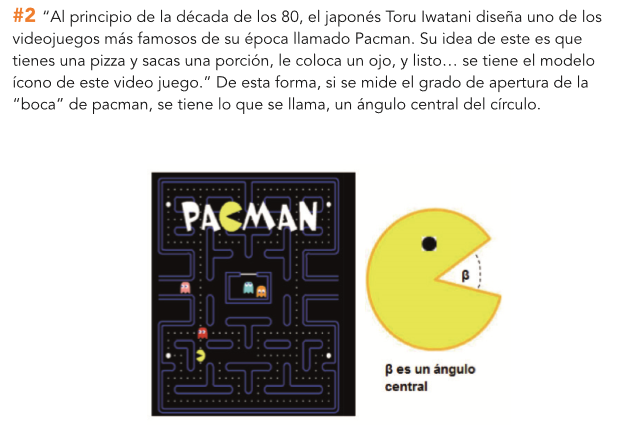 #2 “Al principio de la década de los 80, el japonés Toru Iwatani diseña uno de los
videojuegos más famosos de su época llamado Pacman. Su idea de este es que
tienes una pizza y sacas una porción, le coloca un ojo, y listo… se tiene el modelo
ícono de este video juego.” De esta forma, si se mide el grado de apertura de la
“boca” de pacman, se tiene lo que se llama, un ángulo central del círculo.
PACMAN
β
β es un ángulo
central